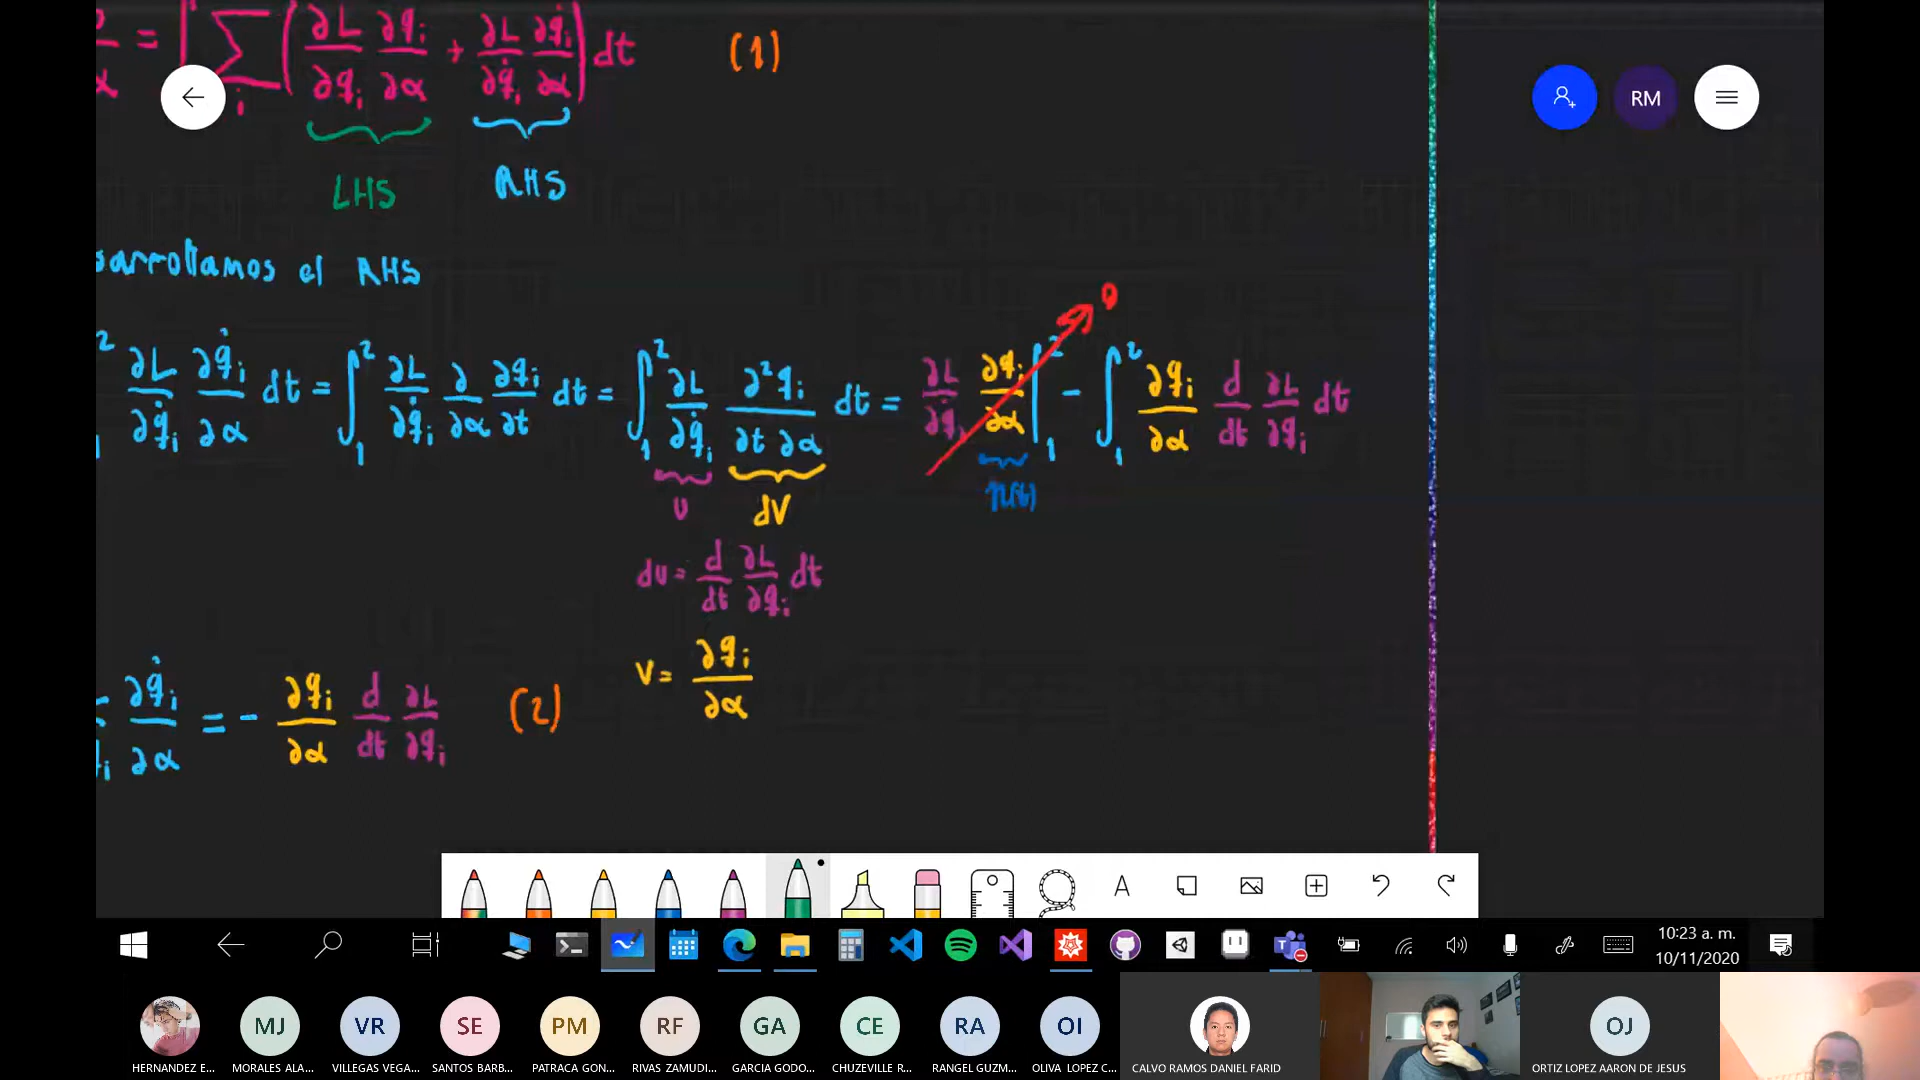 = ∫ Σ_i ( ∂L/∂q_i ∂q_i/∂α + ∂L/∂q̇_i ∂q̇_i/∂α ) dt (1)
LHS RHS
sarrollamos el RHS
∫_1^2 ∂L/∂q̇_i ∂q̇_i/∂α dt = ∫_1^2 ∂L/∂q̇_i ∂/∂α ∂q_i/∂t dt = ∫_1^2 ∂L/∂q̇_i ∂²q_i/∂t ∂α dt = ∂L/∂q̇_i ∂q_i/∂α |_1^2 - ∫_1^2 ∂q_i/∂α d/dt ∂L/∂q̇_i dt
0
u dV η(t)
du = d/dt ∂L/∂q̇_i dt
V = ∂q_i/∂α
∂q̇_i/∂α = - ∂q_i/∂α d/dt ∂L/∂q̇_i (2)
RM
A
10:23 a. m.
10/11/2020
MJ VR SE PM RF GA CE RA OI OJ
HERNANDEZ E... MORALES ALA... VILLEGAS VEGA... SANTOS BARB... PATRACA GON... RIVAS ZAMUDI... GARCIA GODO... CHUZEVILLE R... RANGEL GUZM... OLIVA LOPEZ C... CALVO RAMOS DANIEL FARID ORTIZ LOPEZ AARON DE JESUS